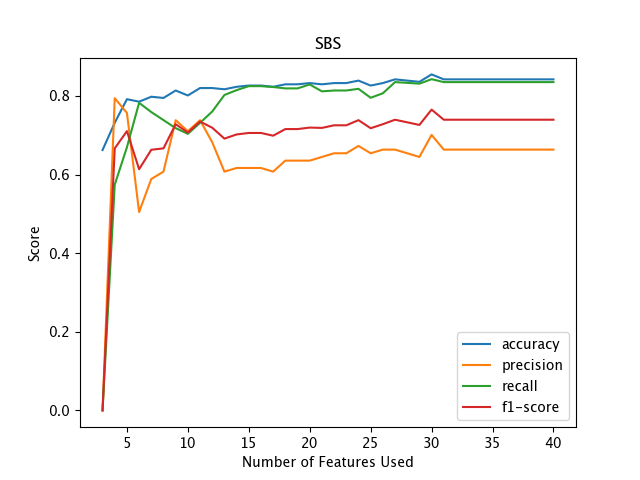 SBS
Score
0.8
0.6
0.4
0.2
0.0
accuracy
precision
recall
f1-score
5 10 15 20 25 30 35 40
Number of Features Used